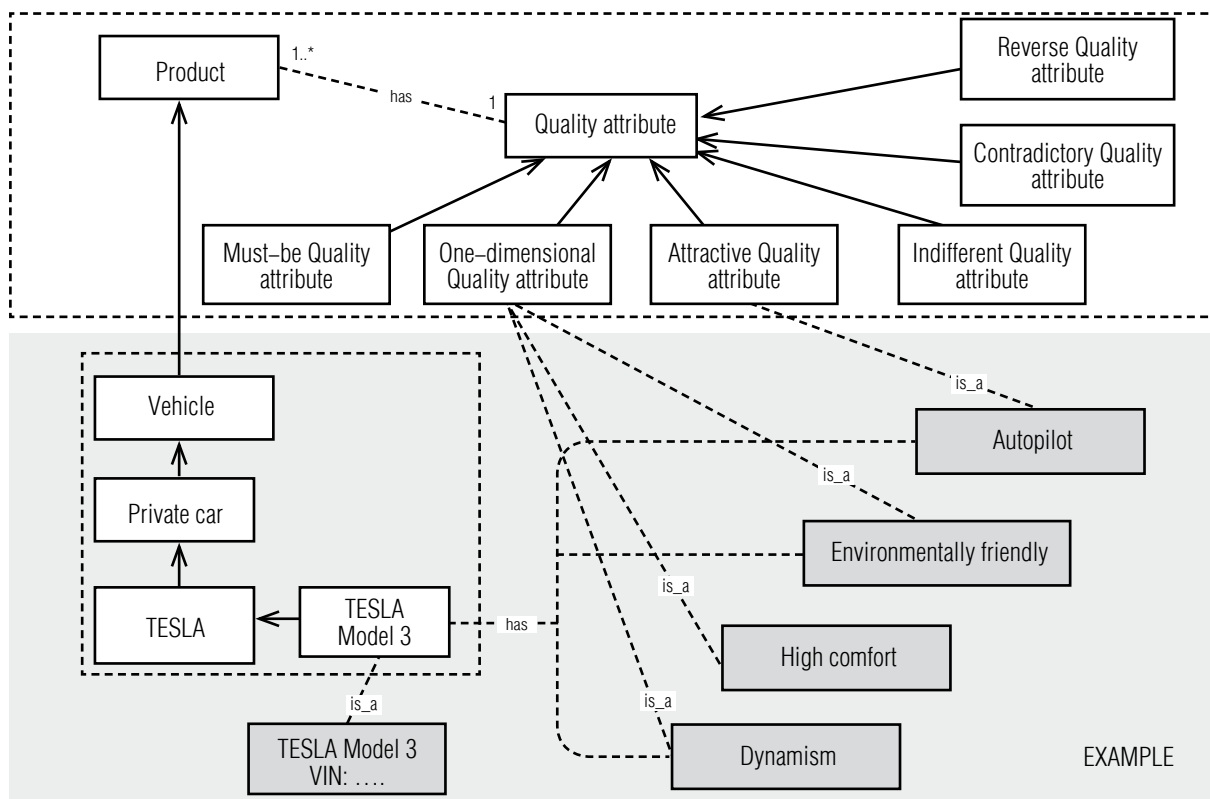 Product
1..*
has
1
Quality attribute
Reverse Quality
attribute
Contradictory Quality
attribute
Must–be Quality
attribute
One–dimensional
Quality attribute
Attractive Quality
attribute
Indifferent Quality
attribute
Vehicle
Private car
TESLA
TESLA
Model 3
has
is_a
TESLA Model 3
VIN: ....
is_a
Autopilot
is_a
Environmentally friendly
is_a
High comfort
is_a
Dynamism
EXAMPLE